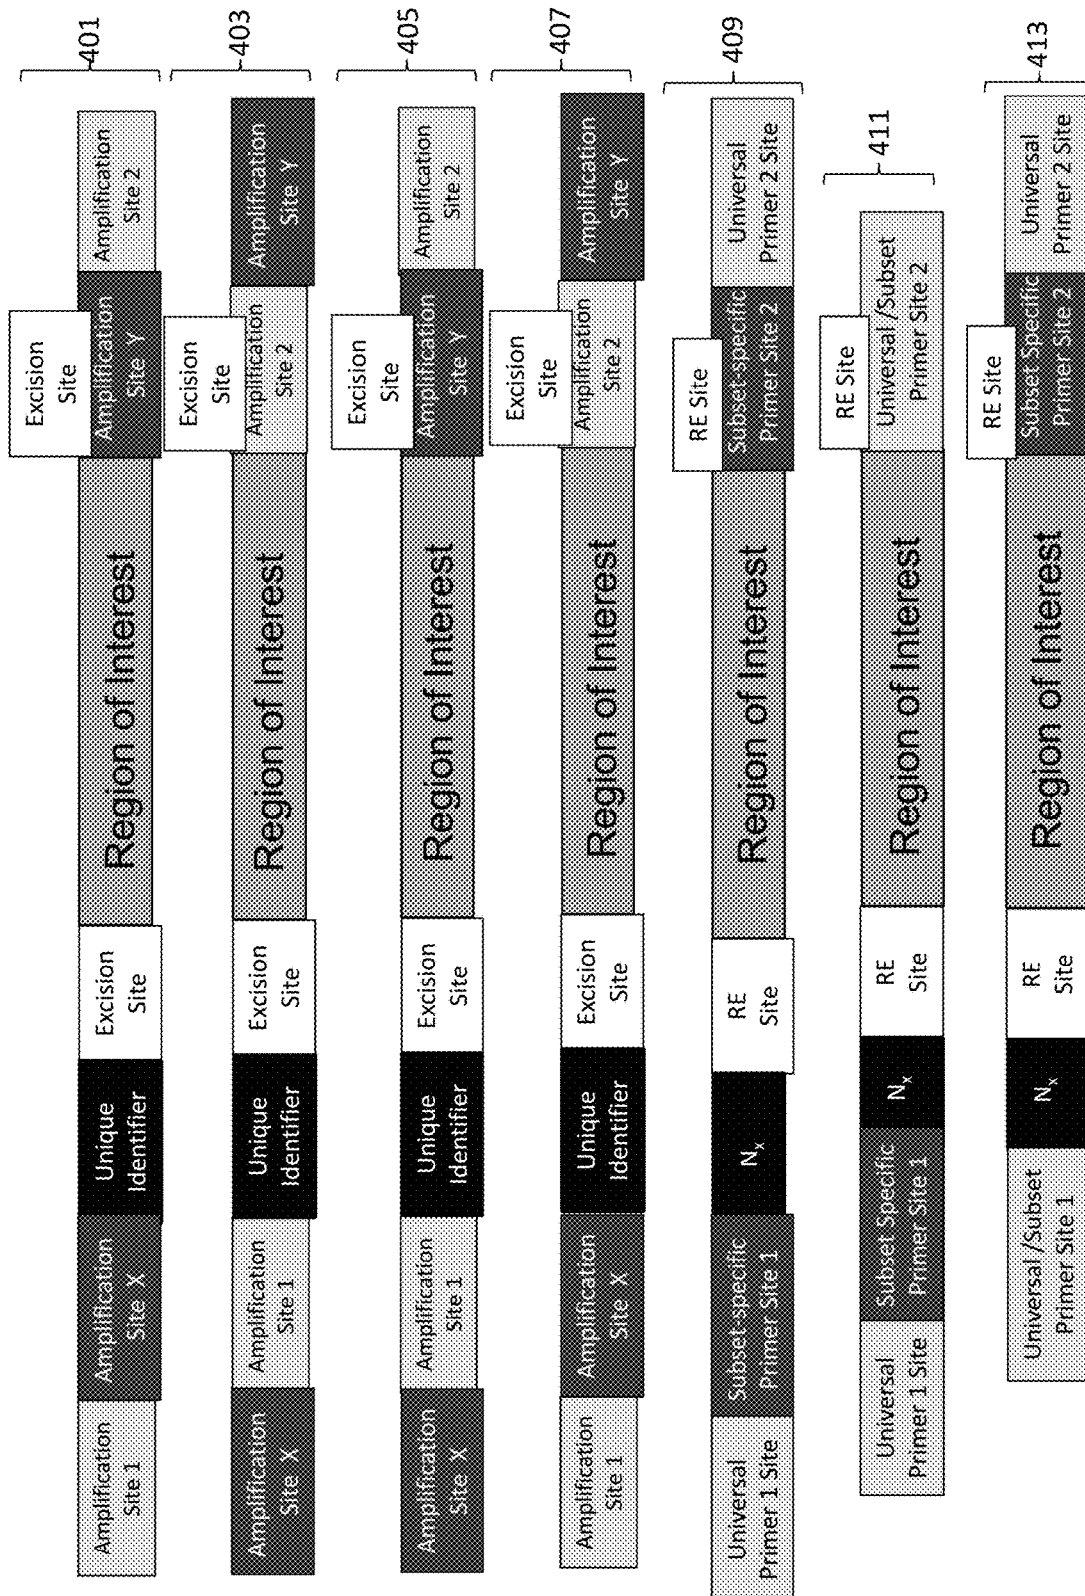 Amplification
Site 1
Amplification
Site X
Unique
Identifier
Excision
Site
Region of Interest
Excision
Site
Amplification
Site Y
Amplification
Site 2
401
Amplification
Site X
Amplification
Site 1
Unique
Identifier
Excision
Site
Region of Interest
Excision
Site
Amplification
Site 2
Amplification
Site Y
403
Amplification
Site X
Amplification
Site 1
Unique
Identifier
Excision
Site
Region of Interest
Excision
Site
Amplification
Site Y
Amplification
Site 2
405
Amplification
Site 1
Amplification
Site X
Unique
Identifier
Excision
Site
Region of Interest
Excision
Site
Amplification
Site 2
Amplification
Site Y
407
Universal
Primer 1 Site
Subset-specific
Primer Site 1
Nx
RE
Site
Region of Interest
RE Site
Subset-specific
Primer Site 2
Universal
Primer 2 Site
409
Universal
Primer 1 Site
Subset Specific
Primer Site 1
Nx
RE
Site
Region of Interest
RE Site
Universal /Subset
Primer Site 2
411
Universal /Subset
Primer Site 1
Nx
RE
Site
Region of Interest
RE Site
Subset Specific
Primer Site 2
Universal
Primer 2 Site
413